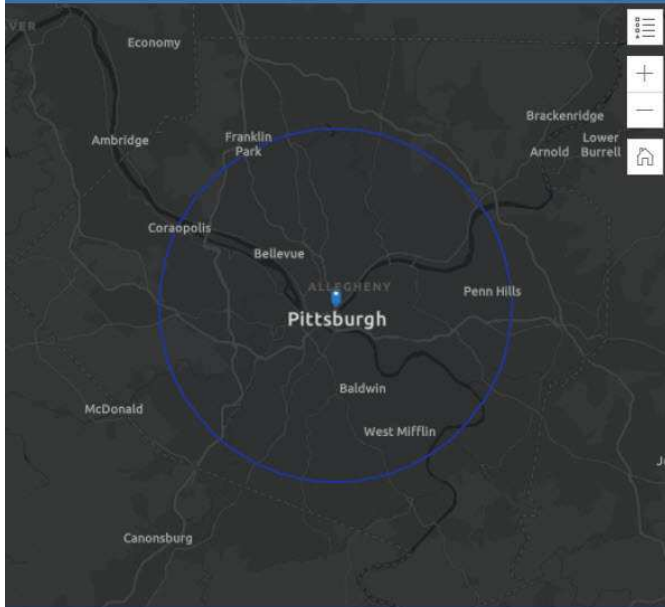 VER
Economy
Brackenridge
Ambridge
Franklin
Park
Arnold
Lower
Burrell
Coraopolis
Bellevue
ALLEGHENY
Penn Hills
Pittsburgh
Baldwin
McDonald
West Mifflin
Canonsburg